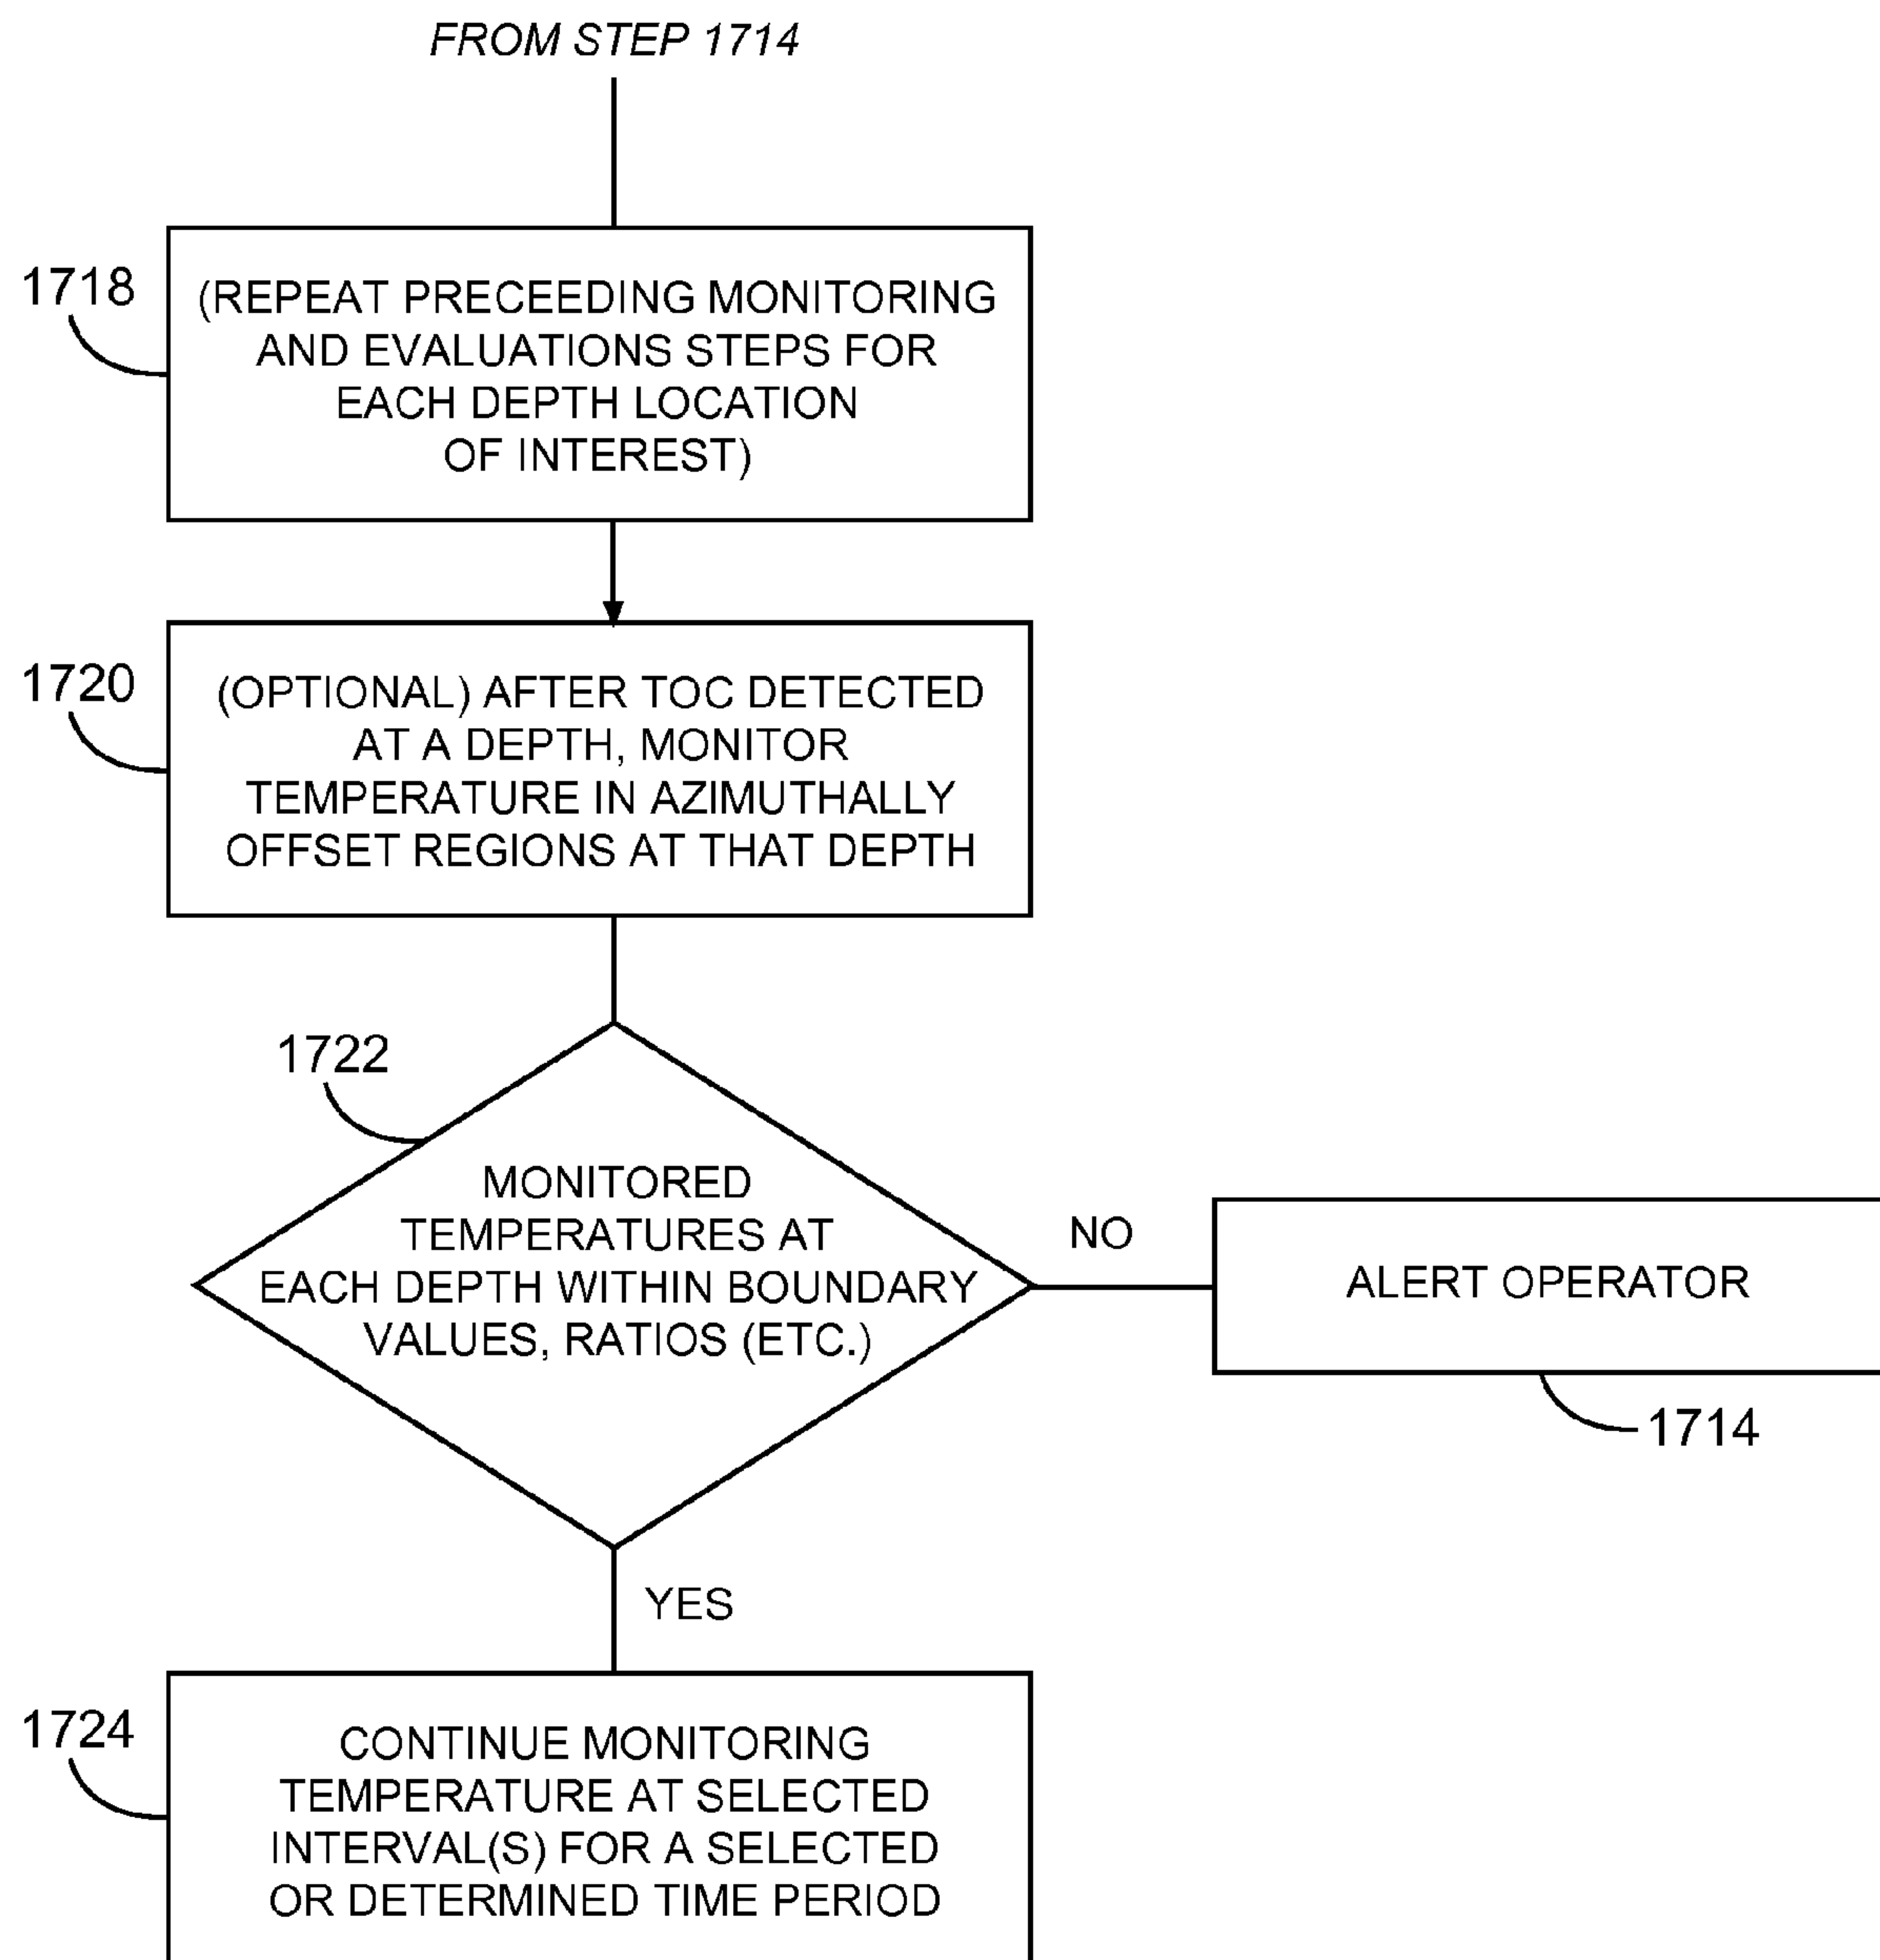 FROM STEP 1714
1718
(REPEAT PRECEEDING MONITORING
AND EVALUATIONS STEPS FOR
EACH DEPTH LOCATION
OF INTEREST)
1720
(OPTIONAL) AFTER TOC DETECTED
AT A DEPTH, MONITOR
TEMPERATURE IN AZIMUTHALLY
OFFSET REGIONS AT THAT DEPTH
1722
MONITORED
TEMPERATURES AT
EACH DEPTH WITHIN BOUNDARY
VALUES, RATIOS (ETC.)
NO
ALERT OPERATOR
1714
YES
1724
CONTINUE MONITORING
TEMPERATURE AT SELECTED
INTERVAL(S) FOR A SELECTED
OR DETERMINED TIME PERIOD